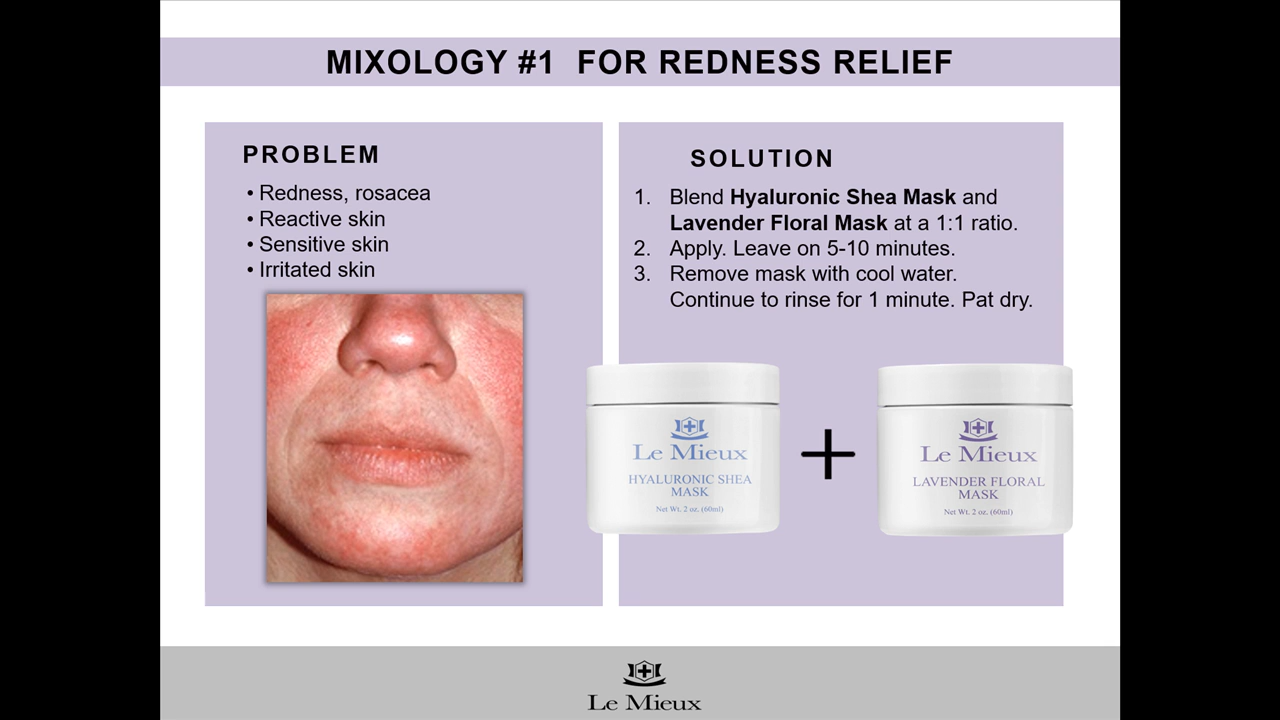 MIXOLOGY #1 FOR REDNESS RELIEF
PROBLEM
• Redness, rosacea
• Reactive skin
• Sensitive skin
• Irritated skin
SOLUTION
1. Blend Hyaluronic Shea Mask and
Lavender Floral Mask at a 1:1 ratio.
2. Apply. Leave on 5-10 minutes.
3. Remove mask with cool water.
Continue to rinse for 1 minute. Pat dry.
Le Mieux
HYALURONIC SHEA
MASK
Net Wt. 2 oz. (60ml)
+
Le Mieux
LAVENDER FLORAL
MASK
Net Wt. 2 oz. (60ml)
Le Mieux